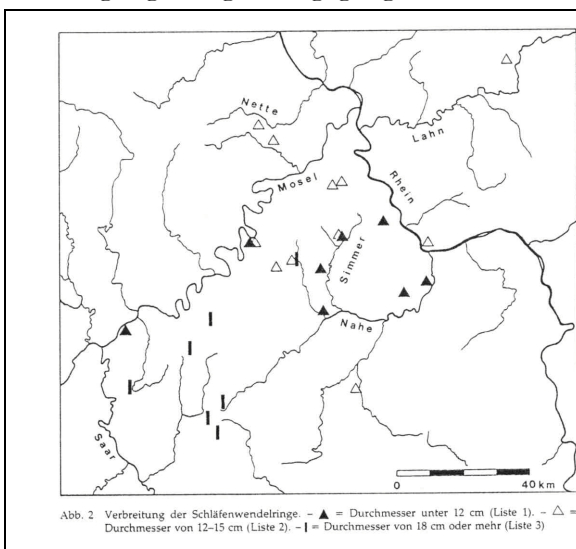 Nette
Lahn
Mosel
Rhein
Simmer
Nahe
Saar
0 40 km
Abb. 2 Verbreitung der Schläfenwendelringe. – ▲ = Durchmesser unter 12 cm (Liste 1). – △ =
Durchmesser von 12–15 cm (Liste 2). – ❙ = Durchmesser von 18 cm oder mehr (Liste 3)